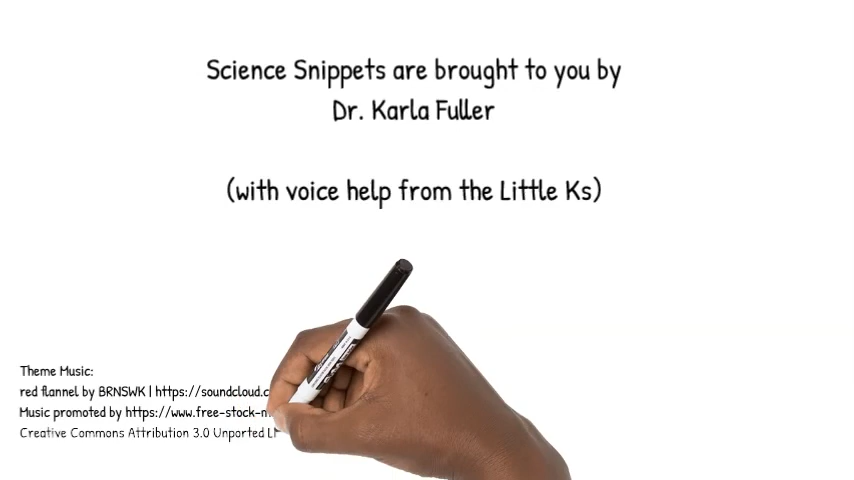 Science Snippets are brought to you by
Dr. Karla Fuller
(with voice help from the Little Ks)
Theme Music:
red flannel by BRNSWK | https://soundcloud.c
Music promoted by https://www.free-stock-m
Creative Commons Attribution 3.0 Unported